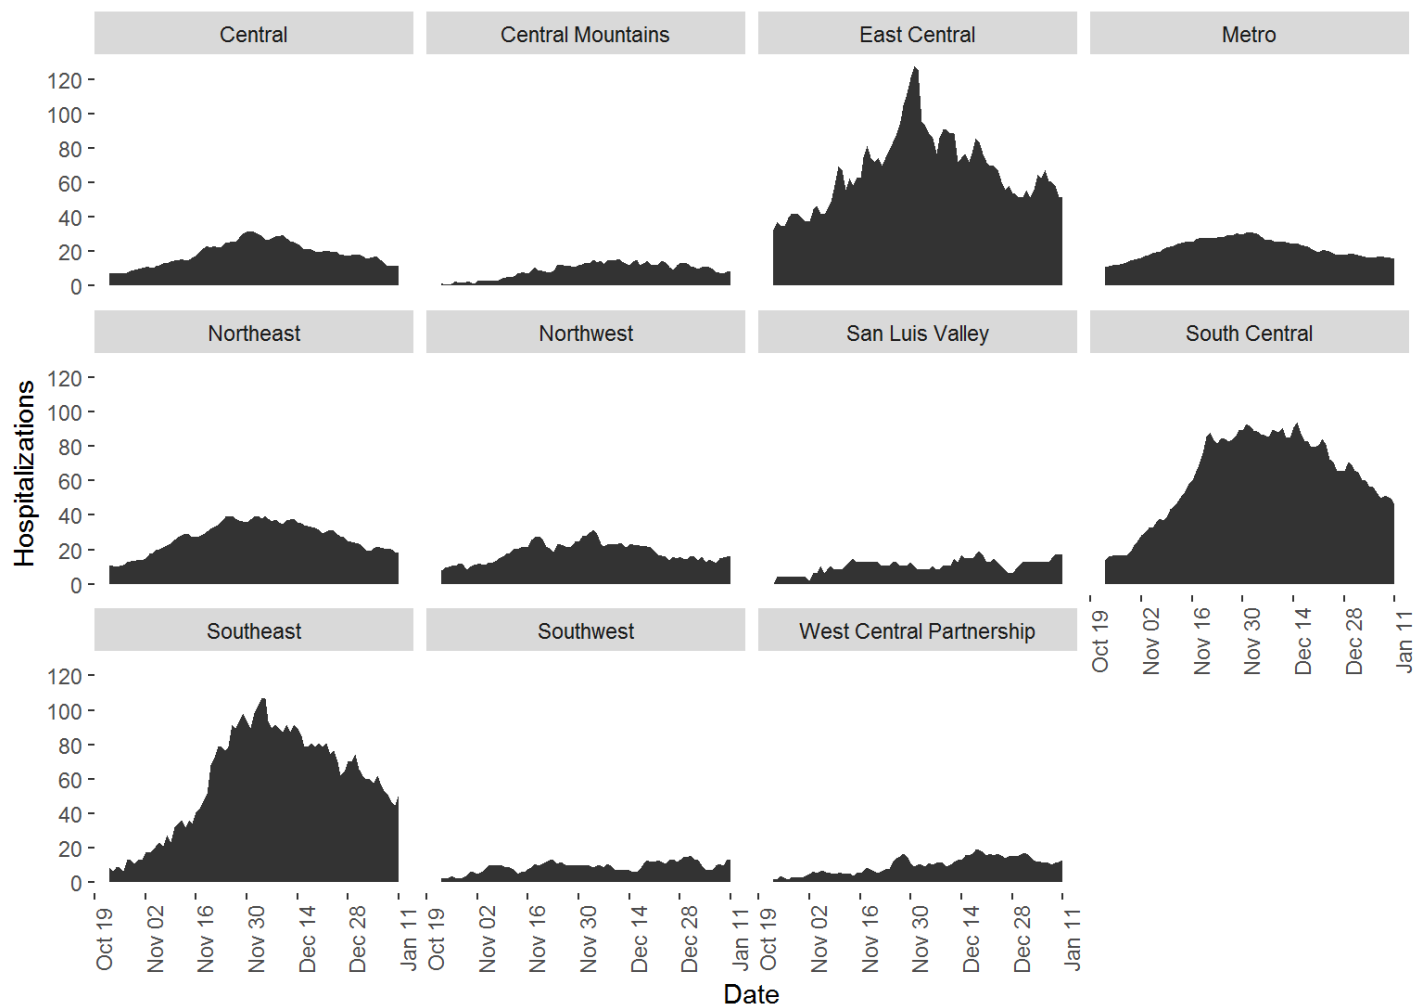 Central
Central Mountains
East Central
Metro
120
100
80
60
40
20
0
Northeast
Northwest
San Luis Valley
South Central
120
100
80
60
40
20
0
Oct 19
Nov 02
Nov 16
Nov 30
Dec 14
Dec 28
Jan 11
Southeast
Southwest
West Central Partnership
120
100
80
60
40
20
0
Oct 19
Nov 02
Nov 16
Nov 30
Dec 14
Dec 28
Jan 11
Oct 19
Nov 02
Nov 16
Nov 30
Dec 14
Dec 28
Jan 11
Oct 19
Nov 02
Nov 16
Nov 30
Dec 14
Dec 28
Jan 11
Hospitalizations
Date